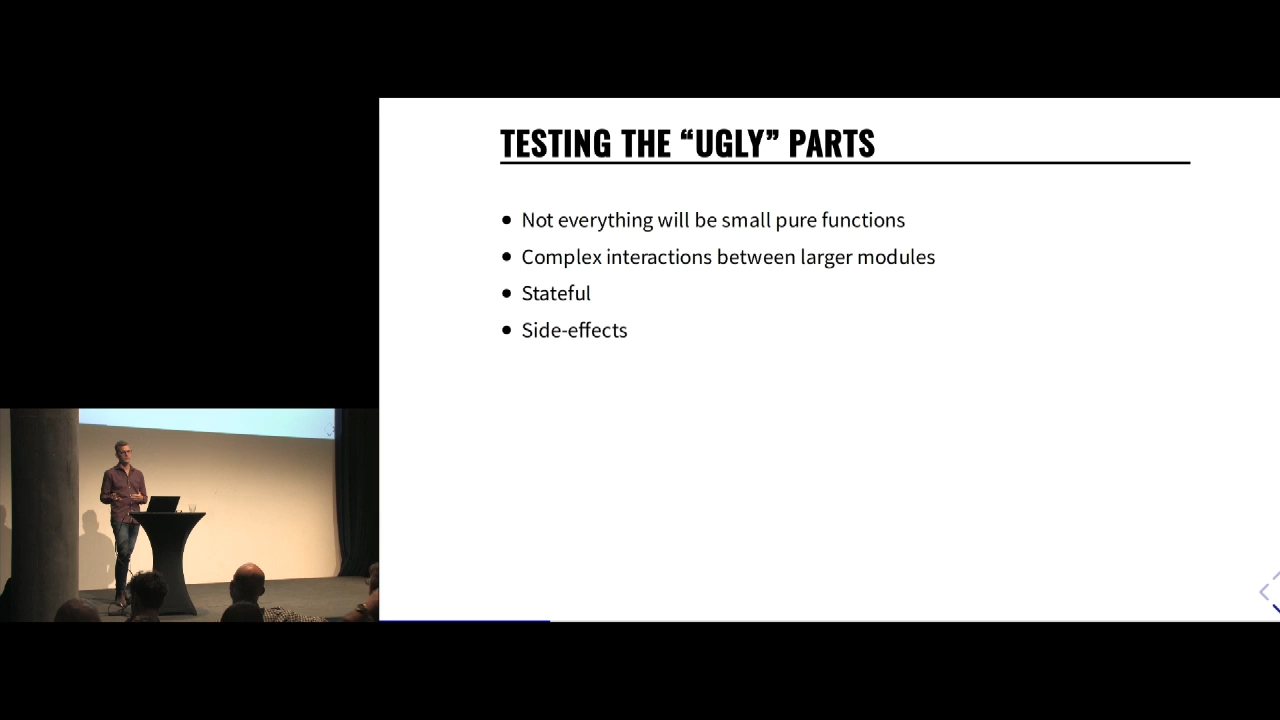 TESTING THE “UGLY” PARTS
Not everything will be small pure functions
Complex interactions between larger modules
Stateful
Side-effects